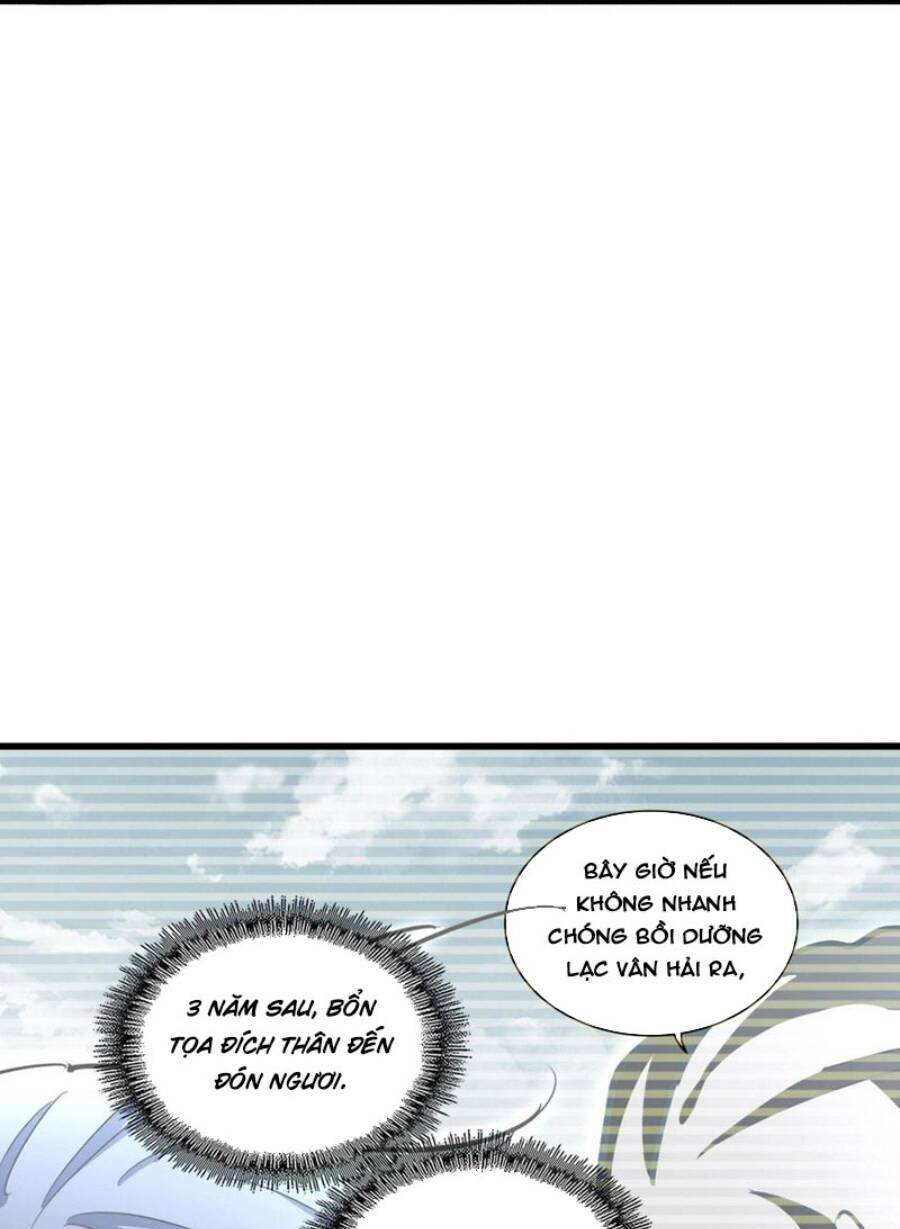 BÂY GIỜ NẾU
KHÔNG NHANH
CHÓNG BỒI DƯỠNG
LẠC VÂN HẢI RA,
3 NĂM SAU, BỔN
TỌA ĐÍCH THÂN ĐẾN
ĐÓN NGƯƠI.